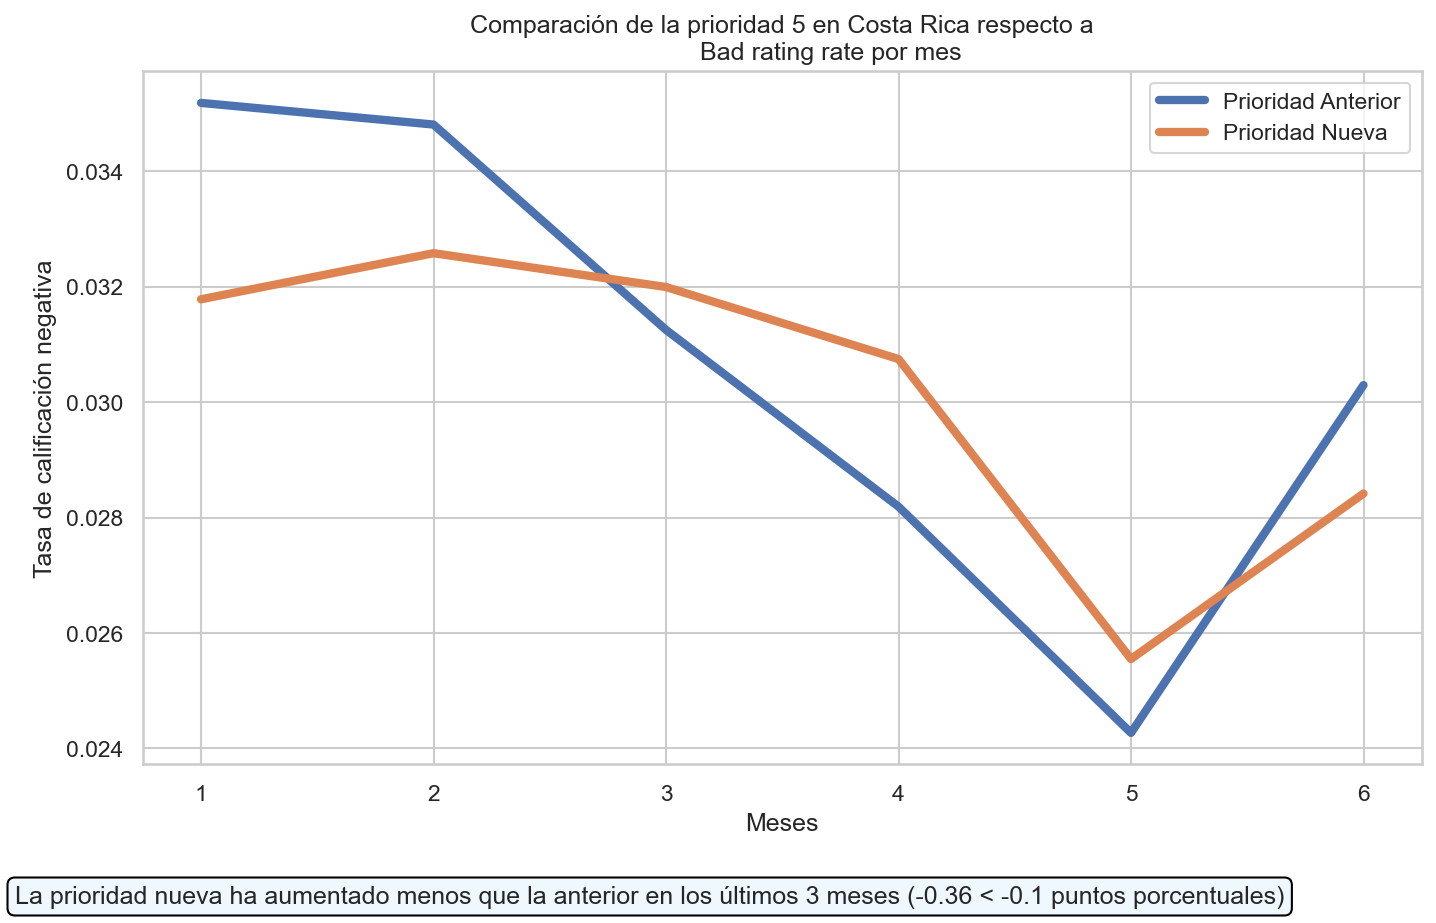 Comparación de la prioridad 5 en Costa Rica respecto a
Bad rating rate por mes
Prioridad Anterior
Prioridad Nueva
Tasa de calificación negativa
0.034
0.032
0.030
0.028
0.026
0.024
1 2 3 4 5 6
Meses
La prioridad nueva ha aumentado menos que la anterior en los últimos 3 meses (-0.36 < -0.1 puntos porcentuales)